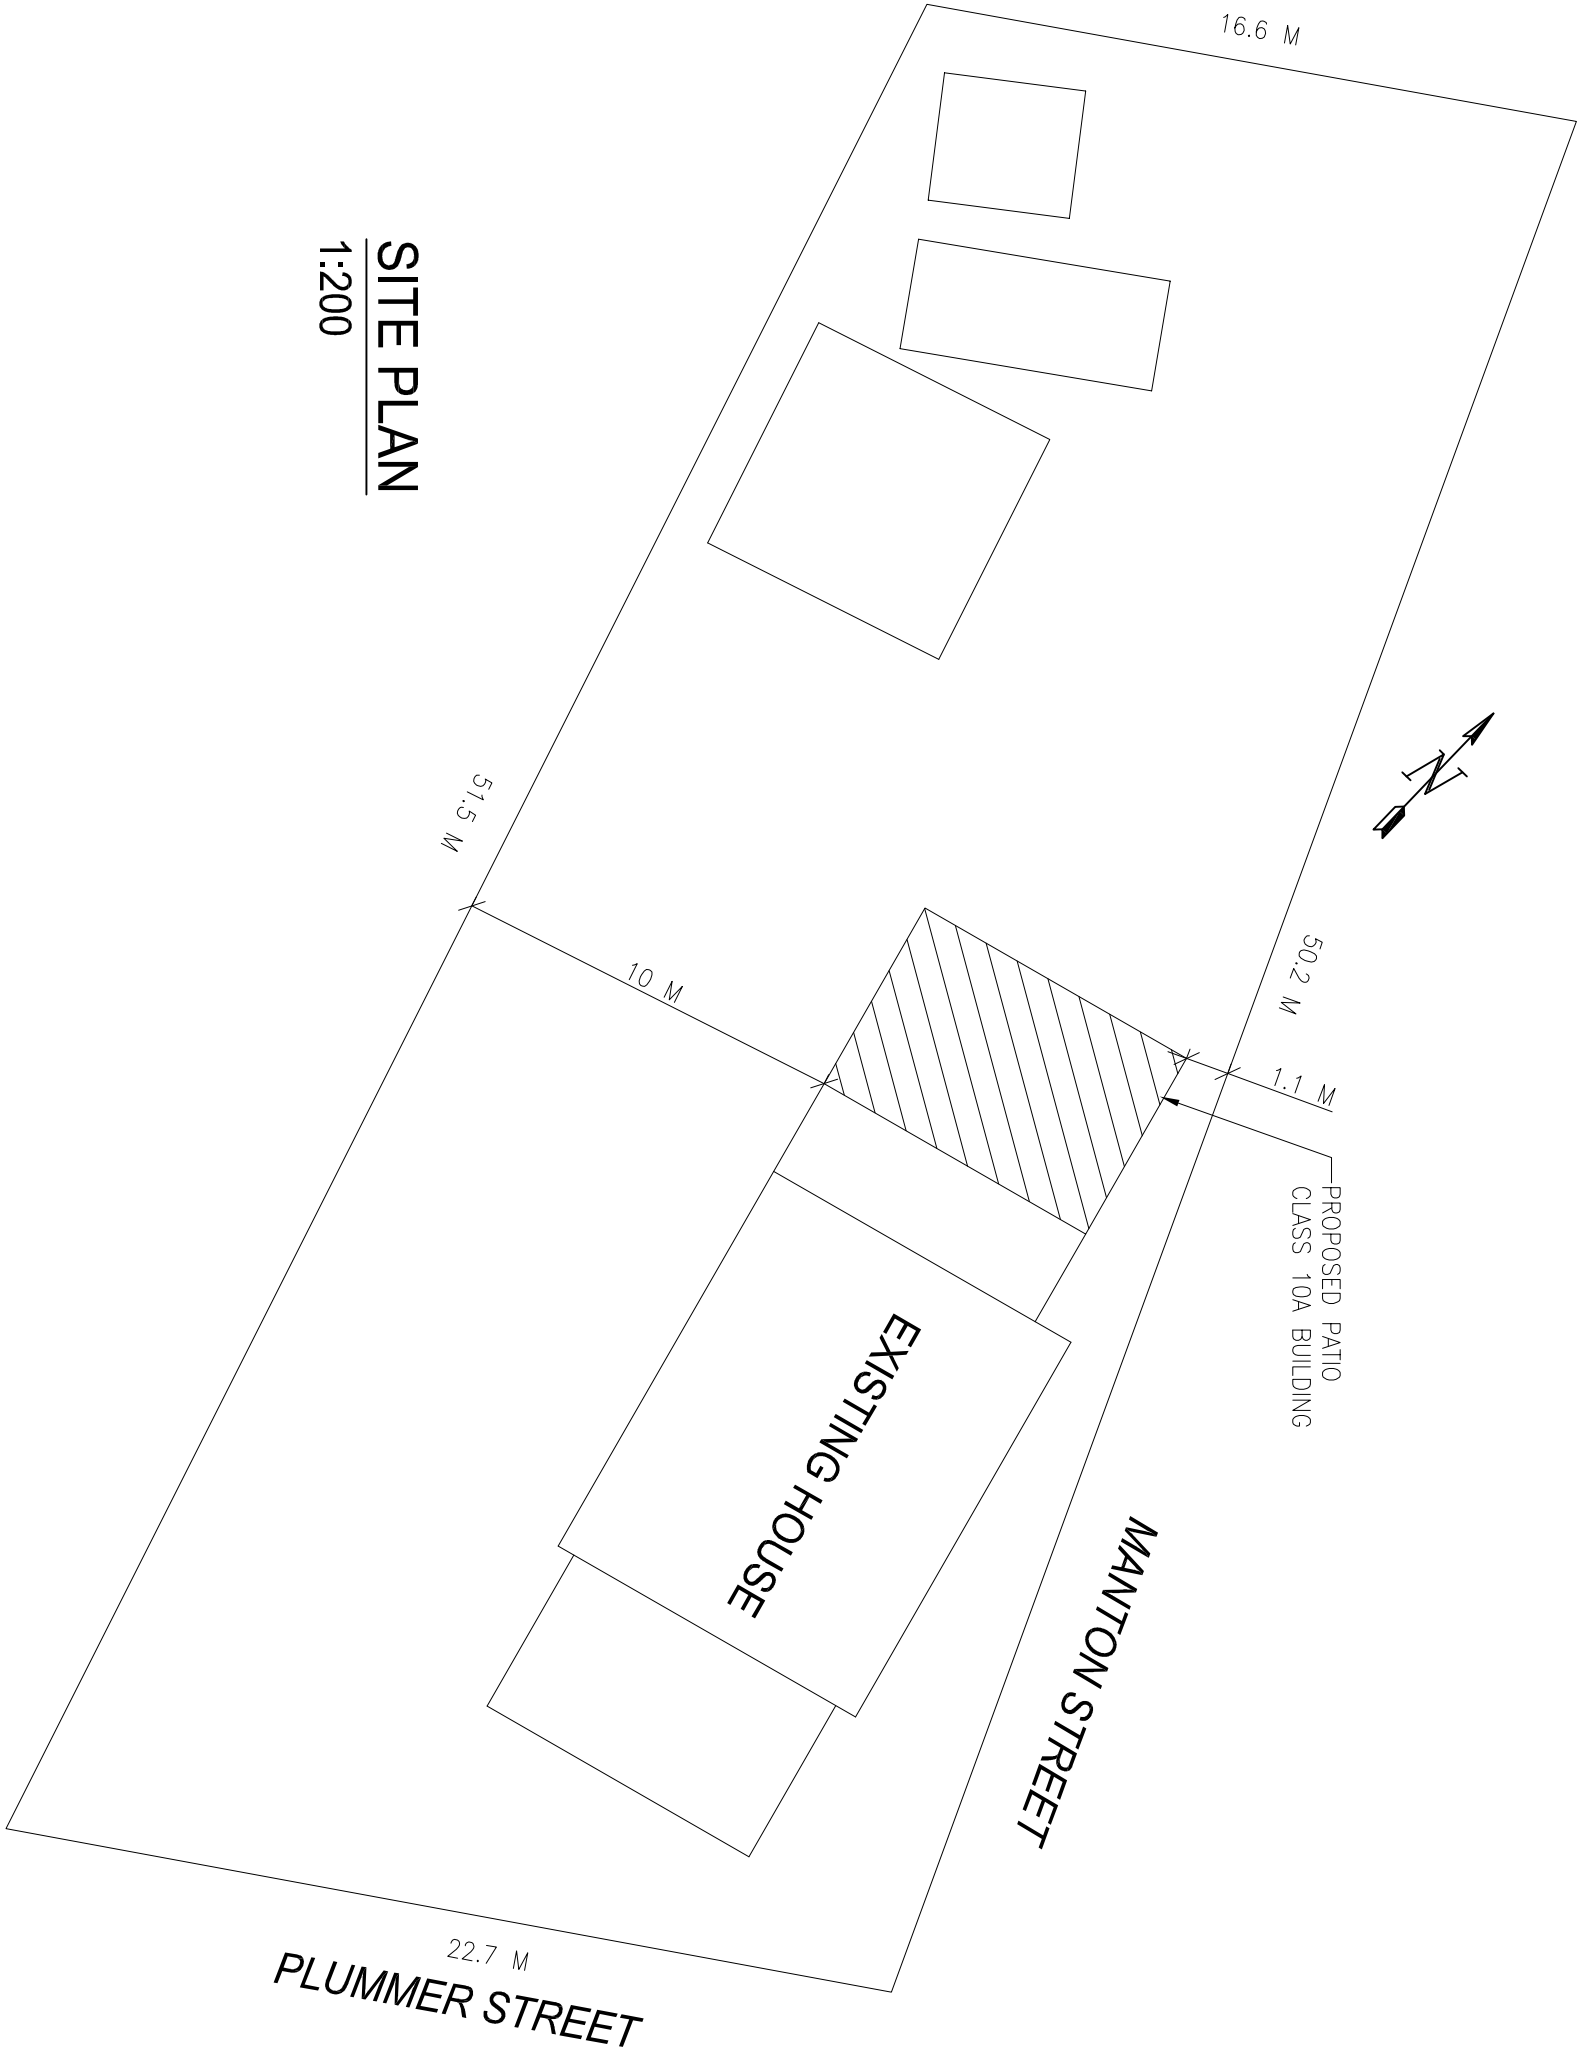 16.6 M
SITE PLAN
1:200
N
51.5 M
50.2 M
10 M
1.1 M
PROPOSED PATIO
CLASS 10A BUILDING
EXISTING HOUSE
MANTON STREET
22.7 M
PLUMMER STREET